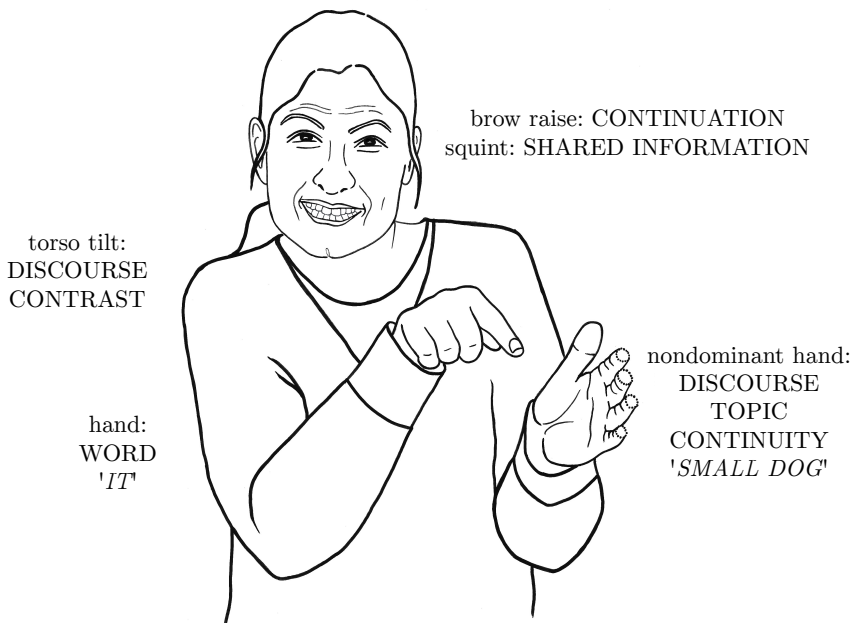 brow raise: CONTINUATION
squint: SHARED INFORMATION
torso tilt:
DISCOURSE
CONTRAST
hand:
WORD
'IT'
nondominant hand:
DISCOURSE
TOPIC
CONTINUITY
'SMALL DOG'